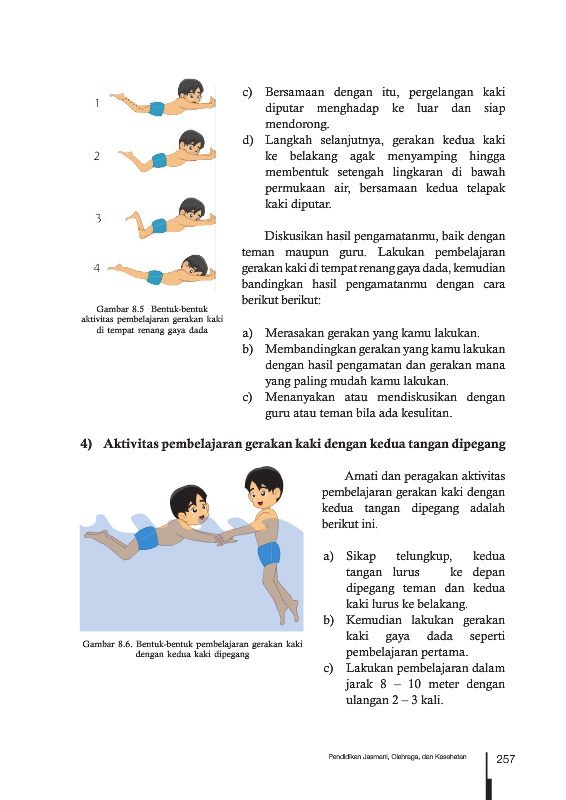 1
2
3
4
Gambar 8.5 Bentuk-bentuk
aktivitas pembelajaran gerakan kaki
di tempat renang gaya dada
c) Bersamaan dengan itu, pergelangan kaki
diputar menghadap ke luar dan siap
mendorong.
d) Langkah selanjutnya, gerakan kedua kaki
ke belakang agak menyamping hingga
membentuk setengah lingkaran di bawah
permukaan air, bersamaan kedua telapak
kaki diputar.
Diskusikan hasil pengamatanmu, baik dengan
teman maupun guru. Lakukan pembelajaran
gerakan kaki di tempat renang gaya dada, kemudian
bandingkan hasil pengamatanmu dengan cara
berikut berikut:
a) Merasakan gerakan yang kamu lakukan.
b) Membandingkan gerakan yang kamu lakukan
dengan hasil pengamatan dan gerakan mana
yang paling mudah kamu lakukan.
c) Menanyakan atau mendiskusikan dengan
guru atau teman bila ada kesulitan.
4) Aktivitas pembelajaran gerakan kaki dengan kedua tangan dipegang
Gambar 8.6. Bentuk-bentuk pembelajaran gerakan kaki
dengan kedua kaki dipegang
Amati dan peragakan aktivitas
pembelajaran gerakan kaki dengan
kedua tangan dipegang adalah
berikut ini.
a) Sikap telungkup, kedua
tangan lurus ke depan
dipegang teman dan kedua
kaki lurus ke belakang.
b) Kemudian lakukan gerakan
kaki gaya dada seperti
pembelajaran pertama.
c) Lakukan pembelajaran dalam
jarak 8 – 10 meter dengan
ulangan 2 – 3 kali.
Pendidikan Jasmani, Olahraga, dan Kesehatan
257